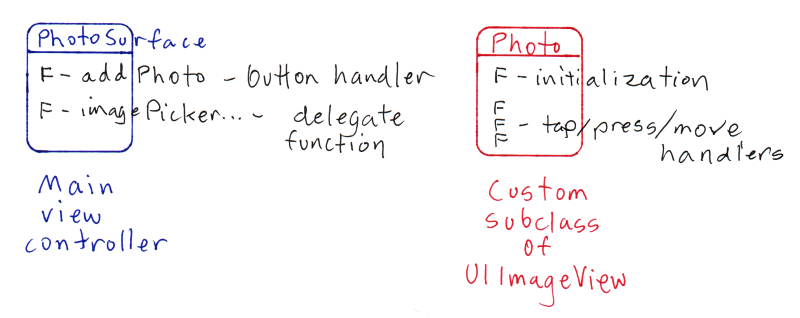 PhotoSurface
F - addPhoto - button handler
F - imagePicker... - delegate
function
Main
view
controller
Photo
F - initialization
F
F - tap/press/move
F
handlers
Custom
subclass
of
UIImageView